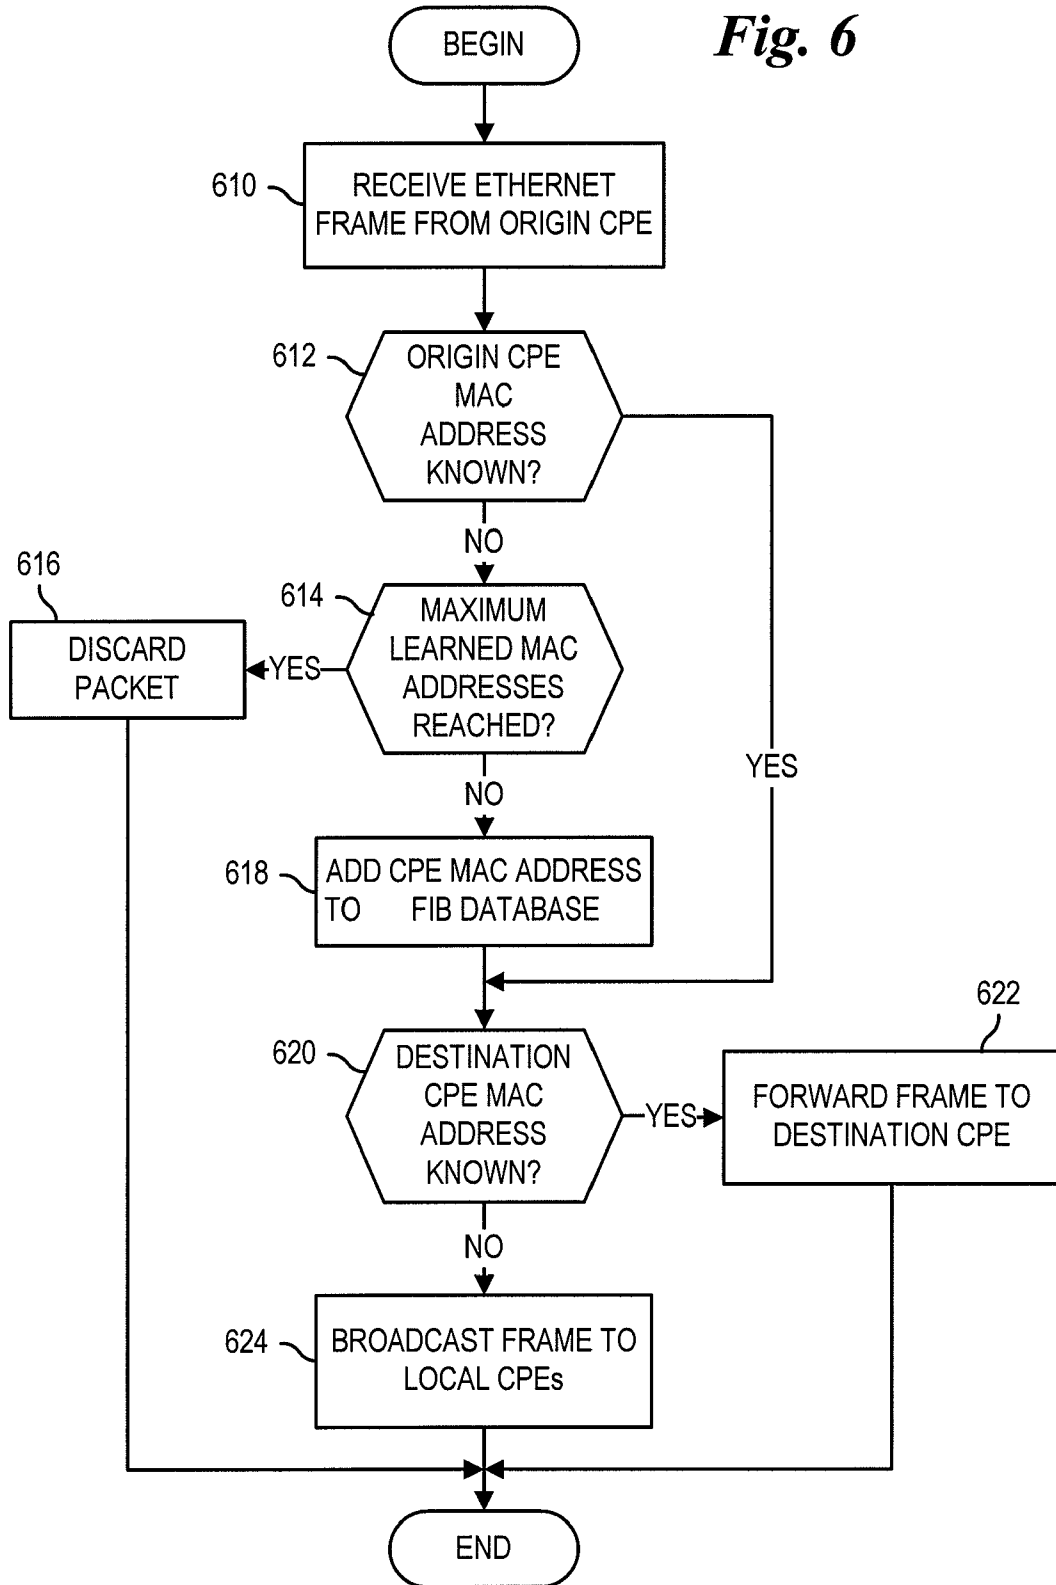 Fig. 6
BEGIN
610
RECEIVE ETHERNET
FRAME FROM ORIGIN CPE
612
ORIGIN CPE
MAC
ADDRESS
KNOWN?
NO
616
614
MAXIMUM
LEARNED MAC
ADDRESSES
REACHED?
DISCARD
PACKET
YES
YES
NO
618
ADD CPE MAC ADDRESS
TO FIB DATABASE
622
620
DESTINATION
CPE MAC
ADDRESS
KNOWN?
YES
FORWARD FRAME TO
DESTINATION CPE
NO
624
BROADCAST FRAME TO
LOCAL CPEs
END